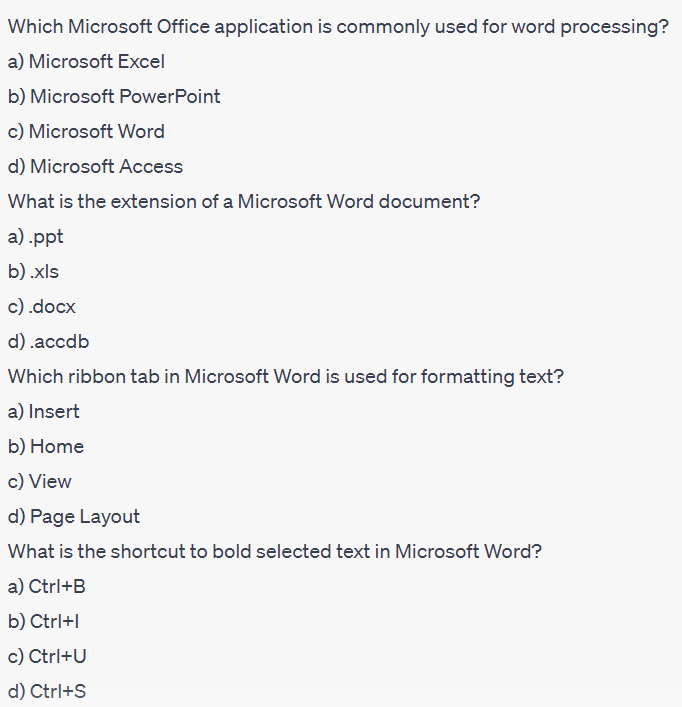 Which Microsoft Office application is commonly used for word processing?
a) Microsoft Excel
b) Microsoft PowerPoint
c) Microsoft Word
d) Microsoft Access
What is the extension of a Microsoft Word document?
a) .ppt
b) .xls
c) .docx
d) .accdb
Which ribbon tab in Microsoft Word is used for formatting text?
a) Insert
b) Home
c) View
d) Page Layout
What is the shortcut to bold selected text in Microsoft Word?
a) Ctrl+B
b) Ctrl+I
c) Ctrl+U
d) Ctrl+S